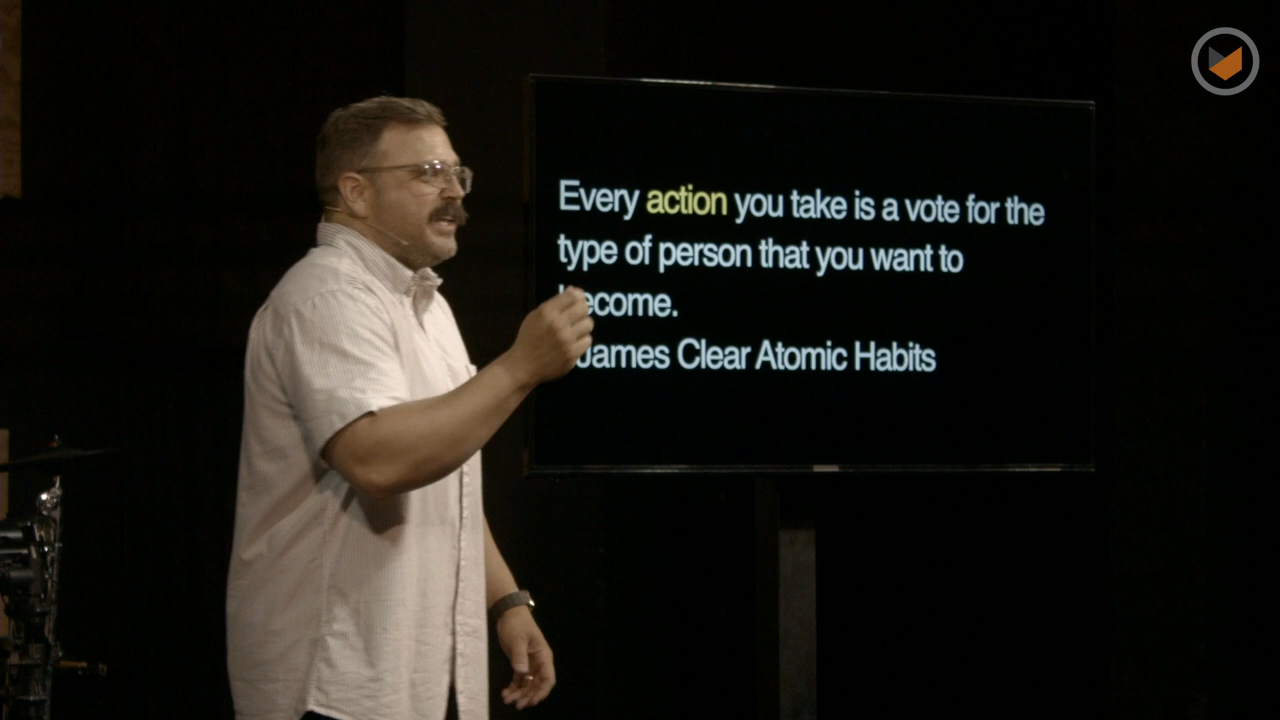 Every action you take is a vote for the
type of person that you want to
become.
James Clear Atomic Habits